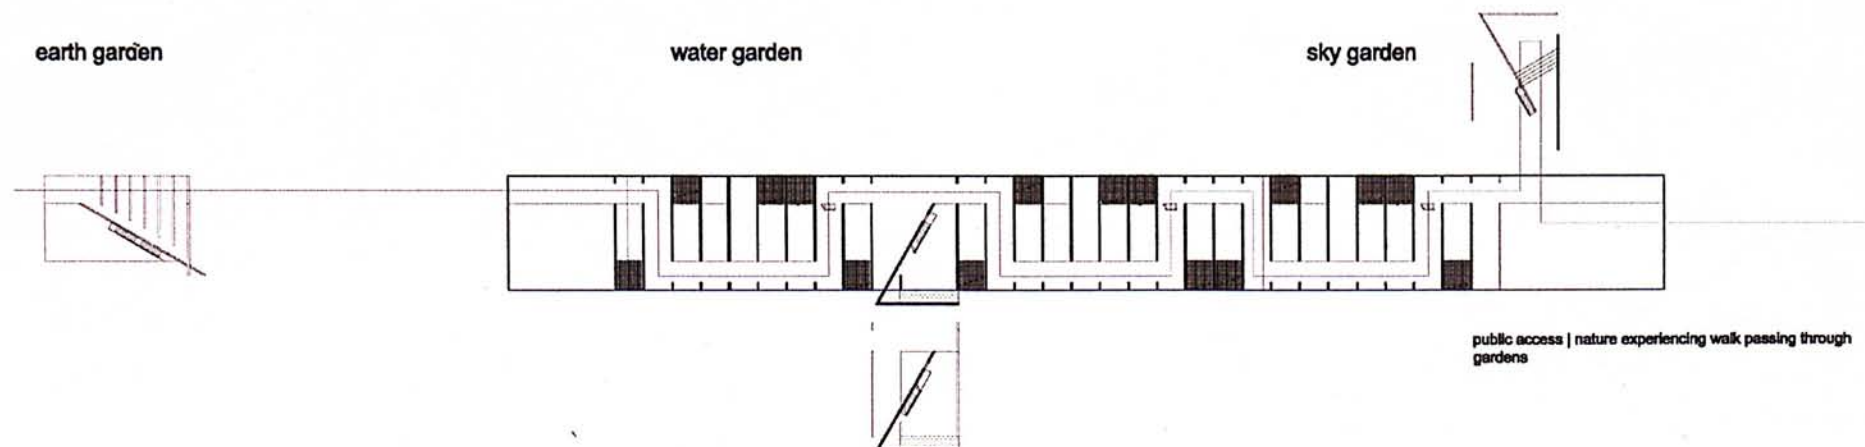 earth garden
water garden
sky garden
public access | nature experiencing walk passing through
gardens